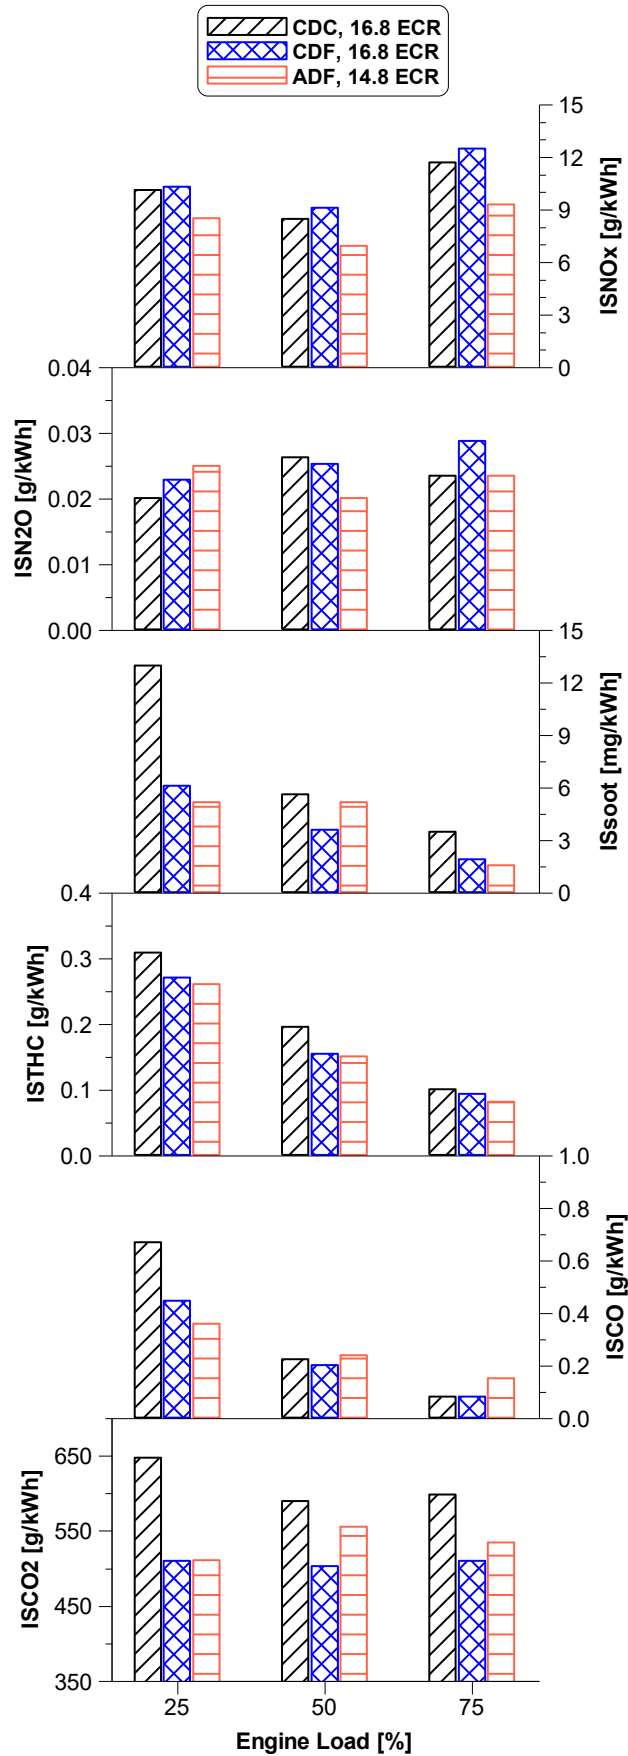 CDC, 16.8 ECR
CDF, 16.8 ECR
ADF, 14.8 ECR
15
12
9
6
3
0
ISNOx [g/kWh]
0.04
0.03
0.02
0.01
0.00
ISN2O [g/kWh]
15
12
9
6
3
0
ISsoot [mg/kWh]
0.4
0.3
0.2
0.1
0.0
ISTHC [g/kWh]
1.0
0.8
0.6
0.4
0.2
0.0
ISCO [g/kWh]
650
550
450
350
ISCO2 [g/kWh]
25 50 75
Engine Load [%]